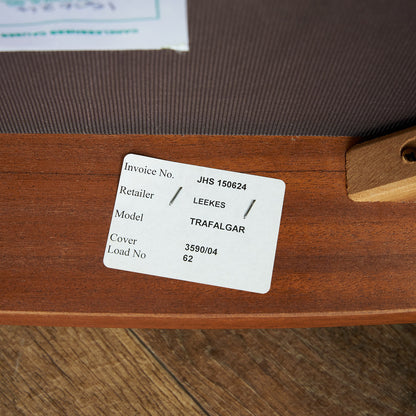 Invoice No. JHS 150624
Retailer / LEEKES /
Model TRAFALGAR
Cover 3590/04
Load No 62